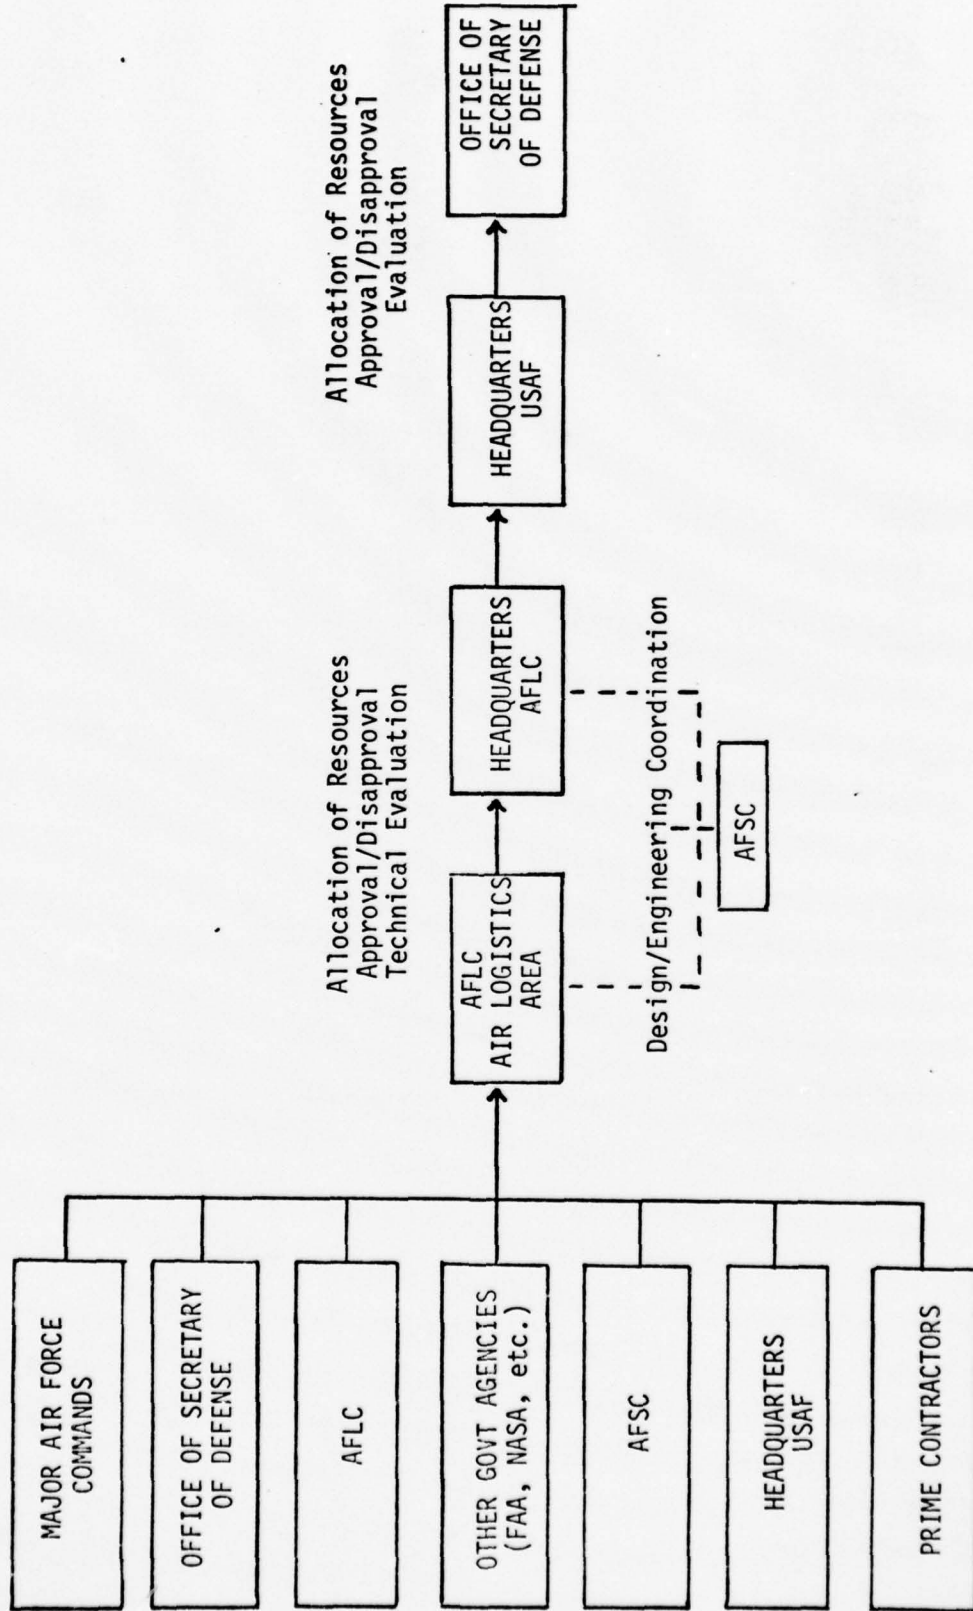 MAJOR AIR FORCE
COMMANDS
OFFICE OF SECRETARY
OF DEFENSE
AFLC
OTHER GOVT AGENCIES
(FAA, NASA, etc.)
AFSC
HEADQUARTERS
USAF
PRIME CONTRACTORS
Allocation of Resources
Approval/Disapproval
Technical Evaluation
AFLC
AIR LOGISTICS
AREA
HEADQUARTERS
AFLC
Design/Engineering Coordination
AFSC
Allocation of Resources
Approval/Disapproval
Evaluation
HEADQUARTERS
USAF
OFFICE OF
SECRETARY
OF DEFENSE